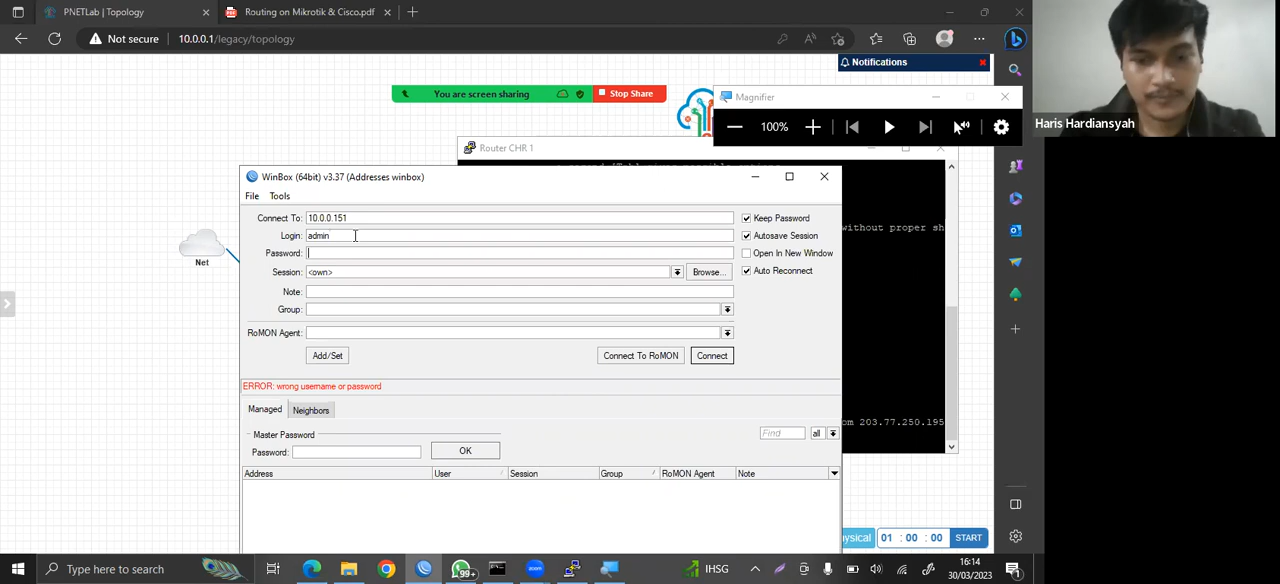 PNETLab | Topology
Routing on Mikrotik & Cisco.pdf
Not secure
10.0.0.1/legacy/topology
Notifications
You are screen sharing
Stop Share
Magnifier
100%
Haris Hardiansyah
Router CHR 1
WinBox (64bit) v3.37 (Addresses winbox)
File Tools
Connect To: 10.0.0.151
Keep Password
without proper sh
Login: admin
Autosave Session
Password:
Open In New Window
Net
Session: <own>
Browse...
Auto Reconnect
Note:
Group:
RoMON Agent:
Add/Set
Connect To RoMON
Connect
ERROR: wrong username or password
Managed
Neighbors
om 203.77.250.195
Master Password
Find
all
Password:
OK
Address User Session Group RoMON Agent Note
ysical
01 : 00 : 00
START
Type here to search
99+
zoom
IHSG
16:14
30/03/2023
1